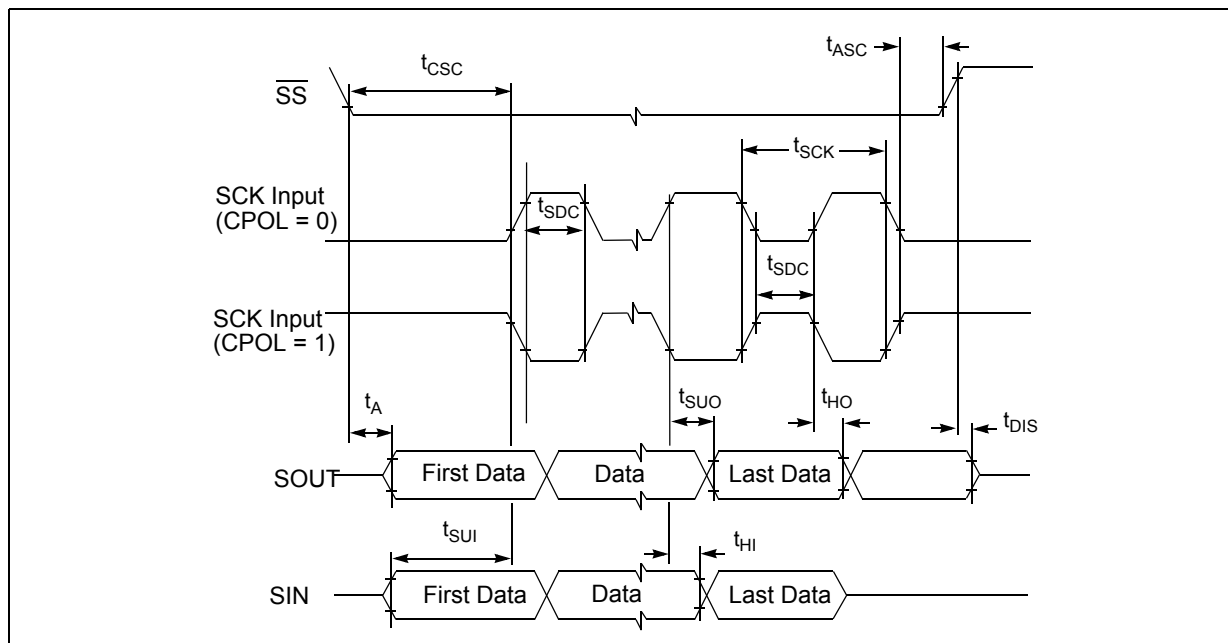 tASC
tCSC
SS
tSCK
SCK Input
(CPOL = 0)
tSDC
tSDC
SCK Input
(CPOL = 1)
tA
tSUO
tHO
tDIS
SOUT
First Data
Data
Last Data
tSUI
tHI
SIN
First Data
Data
Last Data